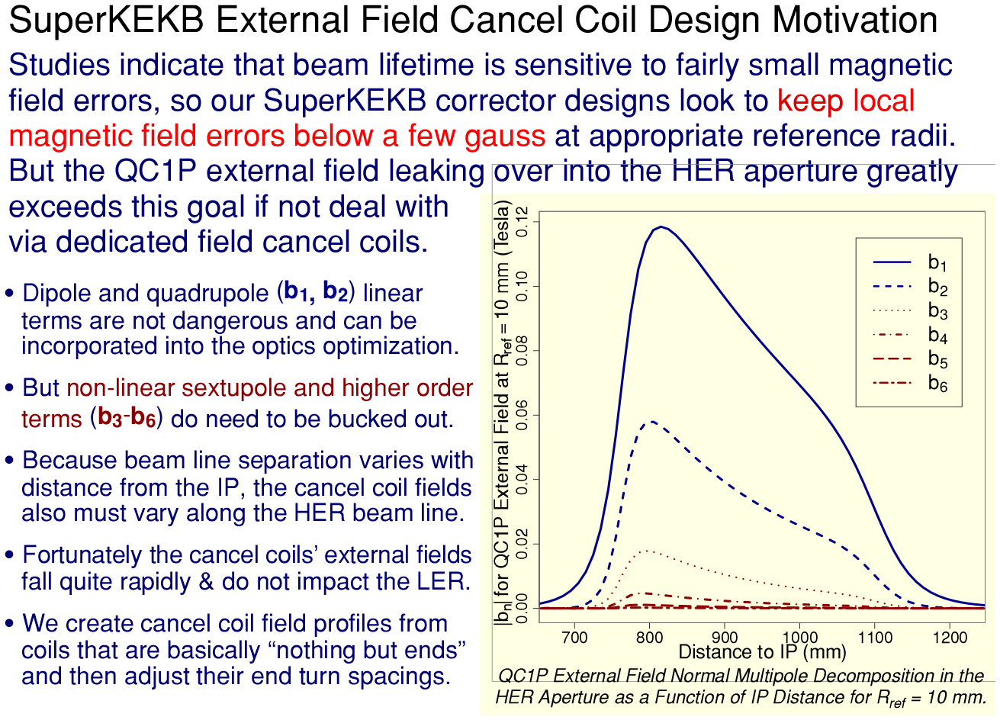 SuperKEKB External Field Cancel Coil Design Motivation
Studies indicate that beam lifetime is sensitive to fairly small magnetic
field errors, so our SuperKEKB corrector designs look to keep local
magnetic field errors below a few gauss at appropriate reference radii.
But the QC1P external field leaking over into the HER aperture greatly
exceeds this goal if not deal with
via dedicated field cancel coils.
• Dipole and quadrupole (b1, b2) linear
terms are not dangerous and can be
incorporated into the optics optimization.
• But non-linear sextupole and higher order
terms (b3-b6) do need to be bucked out.
• Because beam line separation varies with
distance from the IP, the cancel coil fields
also must vary along the HER beam line.
• Fortunately the cancel coils’ external fields
fall quite rapidly & do not impact the LER.
• We create cancel coil field profiles from
coils that are basically “nothing but ends”
and then adjust their end turn spacings.
|bn| for QC1P External Field at Rref = 10 mm (Tesla)
0.12
0.10
0.08
0.06
0.04
0.02
0.00
b1
b2
b3
b4
b5
b6
700 800 900 1000 1100 1200
Distance to IP (mm)
QC1P External Field Normal Multipole Decomposition in the
HER Aperture as a Function of IP Distance for Rref = 10 mm.